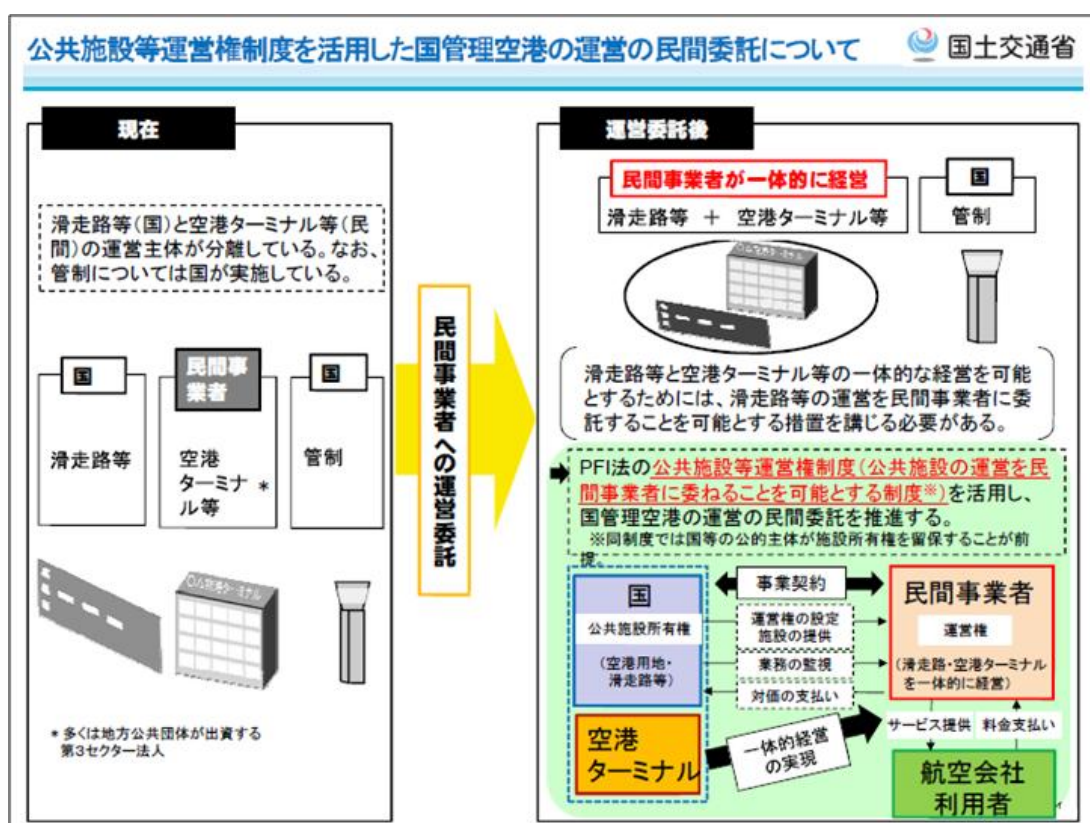 公共施設等運営権制度を活用した国管理空港の運営の民間委託について
国土交通省
現在
滑走路等(国)と空港ターミナル等(民
間)の運営主体が分離している。なお、
管制については国が実施している。
国
滑走路等
民間事
業者
空港
ターミナ
ル等
*
国
管制
〇〇空港ターミナル
* 多くは地方公共団体が出資する
第3セクター法人
民間事業者への運営委託
運営委託後
民間事業者が一体的に経営
滑走路等 + 空港ターミナル等
国
管制
滑走路等と空港ターミナル等の一体的な経営を可能
とするためには、滑走路等の運営を民間事業者に委
託することを可能とする措置を講じる必要がある。
PFI法の公共施設等運営権制度(公共施設の運営を民
間事業者に委ねることを可能とする制度※)を活用し、
国管理空港の運営の民間委託を推進する。
※同制度では国等の公的主体が施設所有権を留保することが前
提。
国
公共施設所有権
(空港用地・
滑走路等)
事業契約
運営権の設定
施設の提供
業務の監視
対価の支払い
民間事業者
運営権
(滑走路・空港ターミナル
を一体的に経営)
空港
ターミナル
一体的経営
の実現
サービス提供
料金支払い
航空会社
利用者